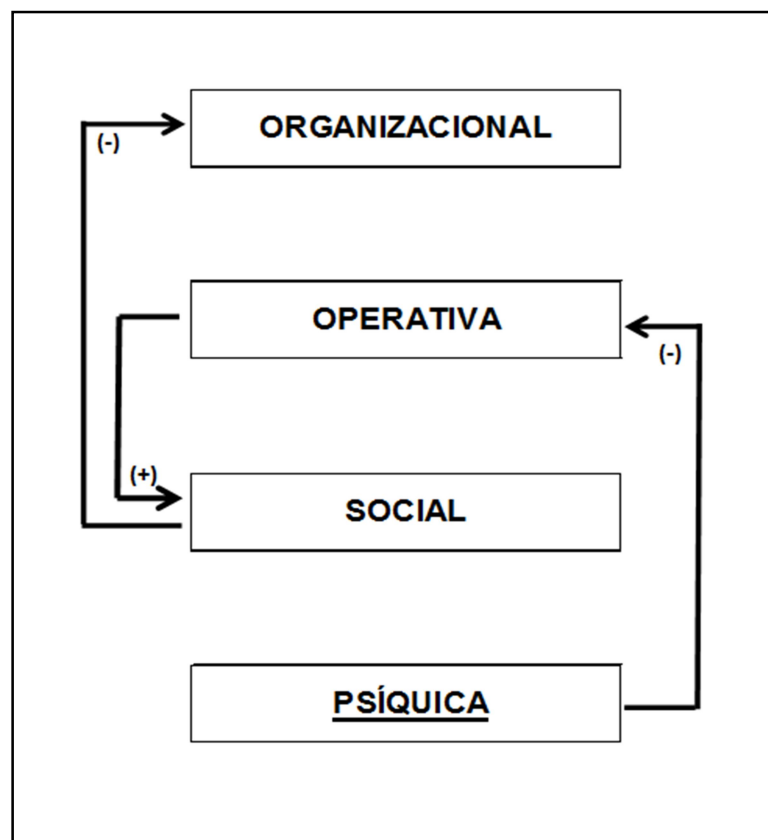 ORGANIZACIONAL
(-)
OPERATIVA
(-)
(+)
SOCIAL
PSÍQUICA